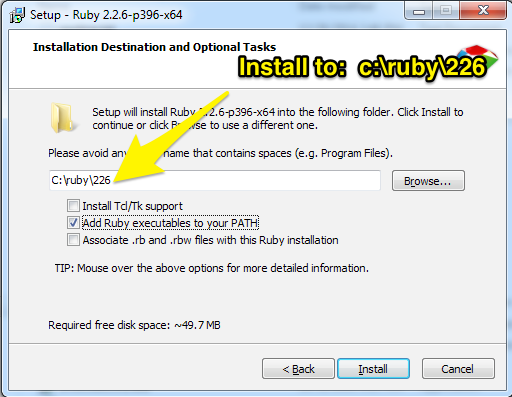 Setup - Ruby 2.2.6-p396-x64
Installation Destination and Optional Tasks
Install to: c:\ruby\226
Setup will install Ruby 2.2.6-p396-x64 into the following folder. Click Install to
continue or click Browse to use a different one.
Please avoid any name that contains spaces (e.g. Program Files).
C:\ruby\226
Browse...
Install Tcl/Tk support
Add Ruby executables to your PATH
Associate .rb and .rbw files with this Ruby installation
TIP: Mouse over the above options for more detailed information.
Required free disk space: ~49.7 MB
< Back
Install
Cancel